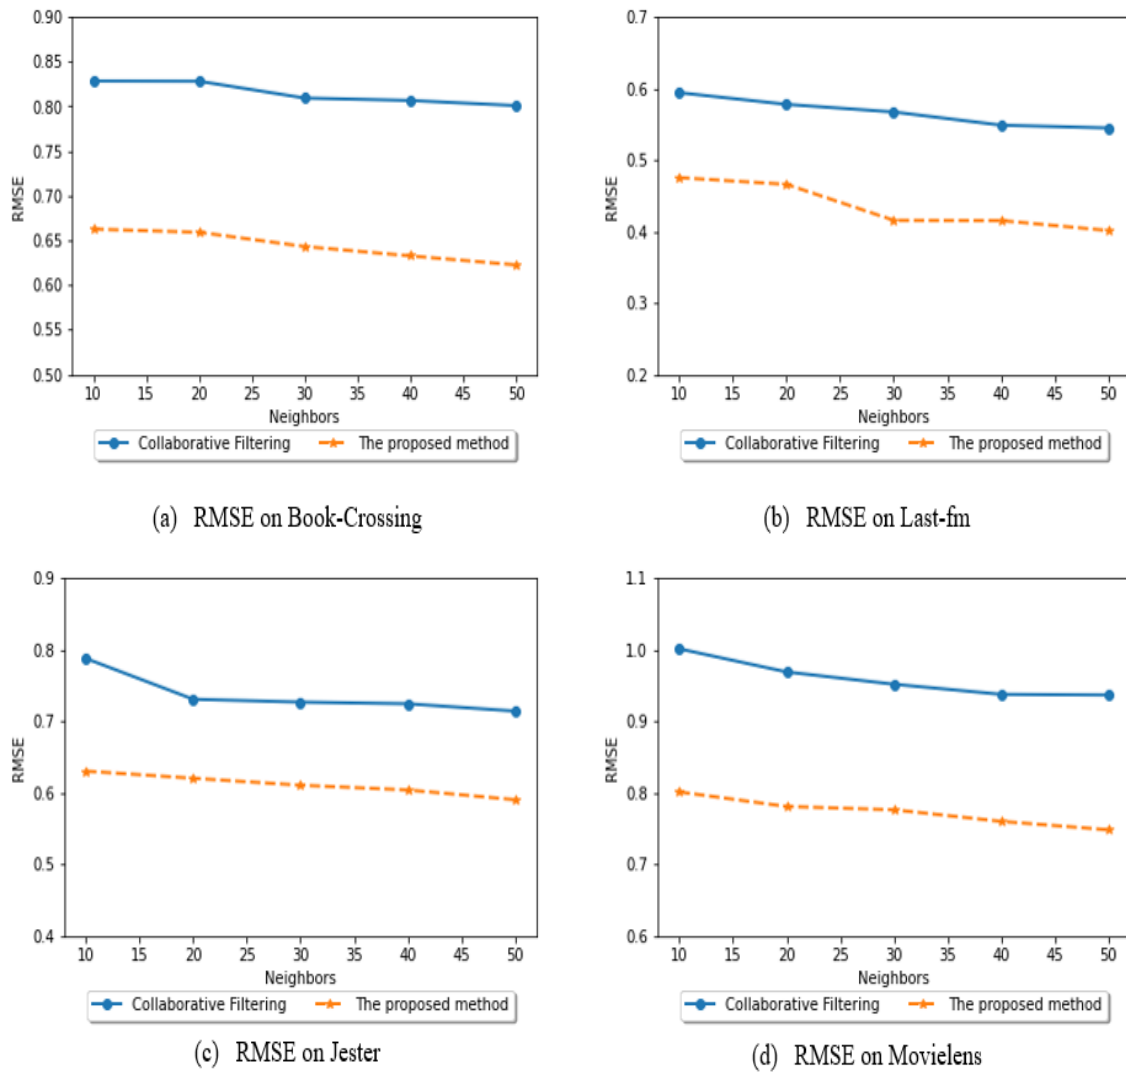 0.90
0.85
0.80
0.75
0.70
0.65
0.60
0.55
0.50
RMSE
10 15 20 25 30 35 40 45 50
Neighbors
Collaborative Filtering The proposed method
(a) RMSE on Book-Crossing
0.7
0.6
0.5
0.4
0.3
0.2
RMSE
10 15 20 25 30 35 40 45 50
Neighbors
Collaborative Filtering The proposed method
(b) RMSE on Last-fm
0.9
0.8
0.7
0.6
0.5
0.4
RMSE
10 15 20 25 30 35 40 45 50
Neighbors
Collaborative Filtering The proposed method
(c) RMSE on Jester
1.1
1.0
0.9
0.8
0.7
0.6
RMSE
10 15 20 25 30 35 40 45 50
Neighbors
Collaborative Filtering The proposed method
(d) RMSE on Movielens